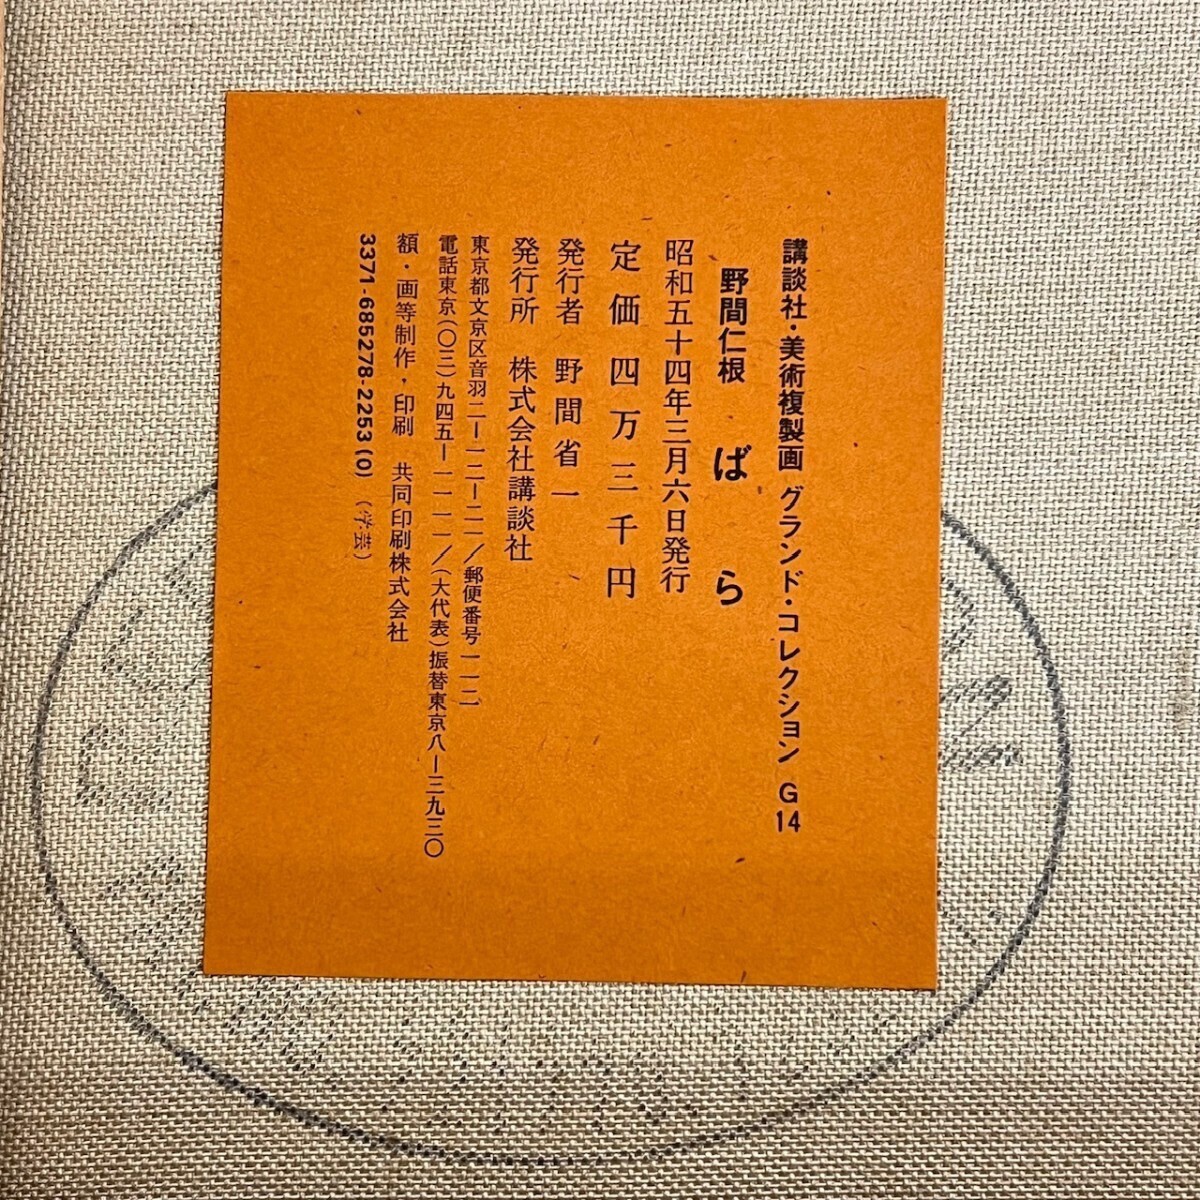 講談社・美術複製画 グランド・コレクション G14
野間仁根 ばら
昭和五十四年三月六日発行
定価 四万三千円
発行者 野間省一
発行所 株式会社講談社
東京都文京区音羽二ー一二ー二一/郵便番号一一二
電話東京(〇三)九四五ー一一一一/(大代表)振替東京八ー三九三〇
額・画等制作・印刷 共同印刷株式会社
3371-685278-2253(0) (学芸)